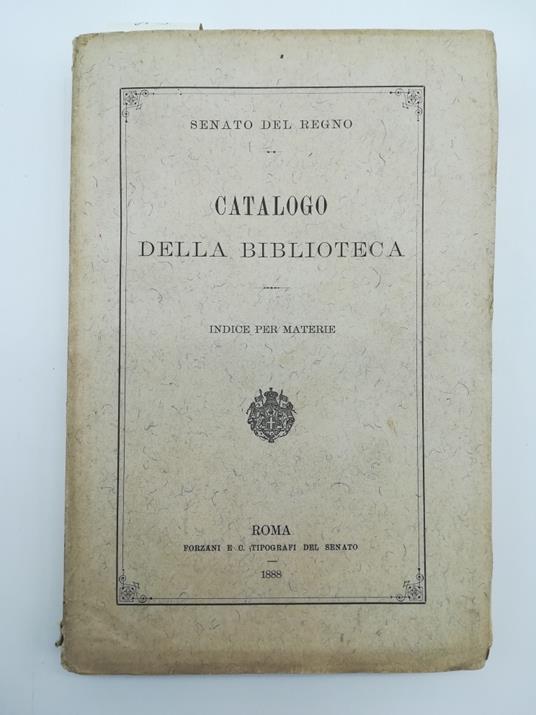 SENATO DEL REGNO
CATALOGO
DELLA BIBLIOTECA
INDICE PER MATERIE
ROMA
FORZANI E C. TIPOGRAFI DEL SENATO
1888